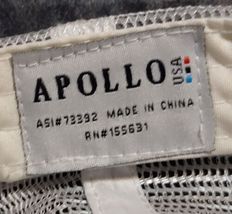 APOLLO USA
ASI#73392 MADE IN CHINA
RN#155631